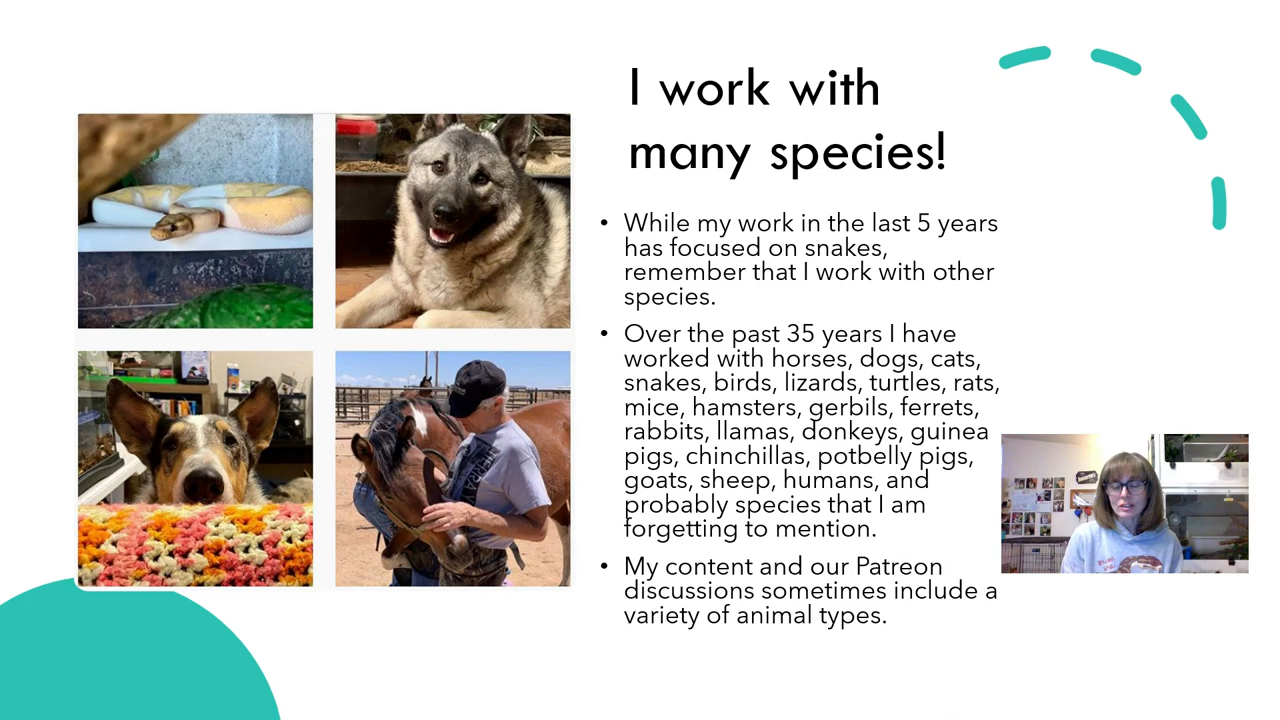 I work with
many species!
• While my work in the last 5 years
has focused on snakes,
remember that I work with other
species.
• Over the past 35 years I have
worked with horses, dogs, cats,
snakes, birds, lizards, turtles, rats,
mice, hamsters, gerbils, ferrets,
rabbits, llamas, donkeys, guinea
pigs, chinchillas, potbelly pigs,
goats, sheep, humans, and
probably species that I am
forgetting to mention.
• My content and our Patreon
discussions sometimes include a
variety of animal types.